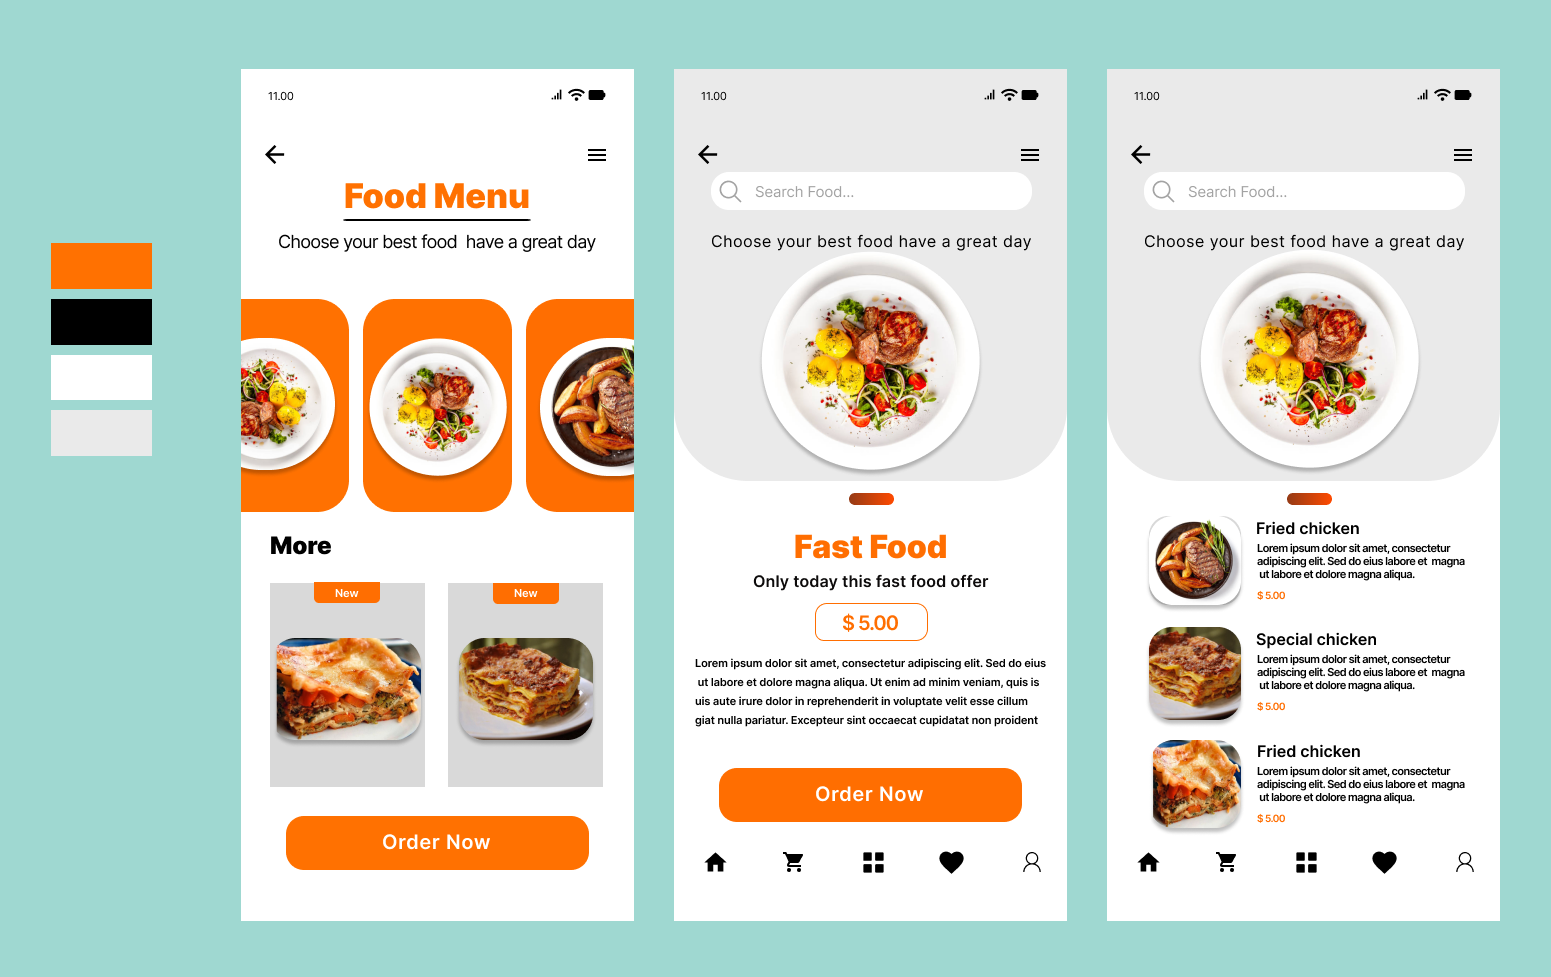 11.00
Food Menu
Choose your best food  have a great day
More
New
New
Order Now
11.00
Search Food...
Choose your best food have a great day
Fast Food
Only today this fast food offer
$ 5.00
Lorem ipsum dolor sit amet, consectetur adipiscing elit. Sed do eius
ut labore et dolore magna aliqua. Ut enim ad minim veniam, quis is
uis aute irure dolor in reprehenderit in voluptate velit esse cillum
giat nulla pariatur. Excepteur sint occaecat cupidatat non proident
Order Now
11.00
Search Food...
Choose your best food have a great day
Fried chicken
Lorem ipsum dolor sit amet, consectetur
adipiscing elit. Sed do eius labore et  magna
ut labore et dolore magna aliqua.
$ 5.00
Special chicken
Lorem ipsum dolor sit amet, consectetur
adipiscing elit. Sed do eius labore et  magna
ut labore et dolore magna aliqua.
$ 5.00
Fried chicken
Lorem ipsum dolor sit amet, consectetur
adipiscing elit. Sed do eius labore et  magna
ut labore et dolore magna aliqua.
$ 5.00